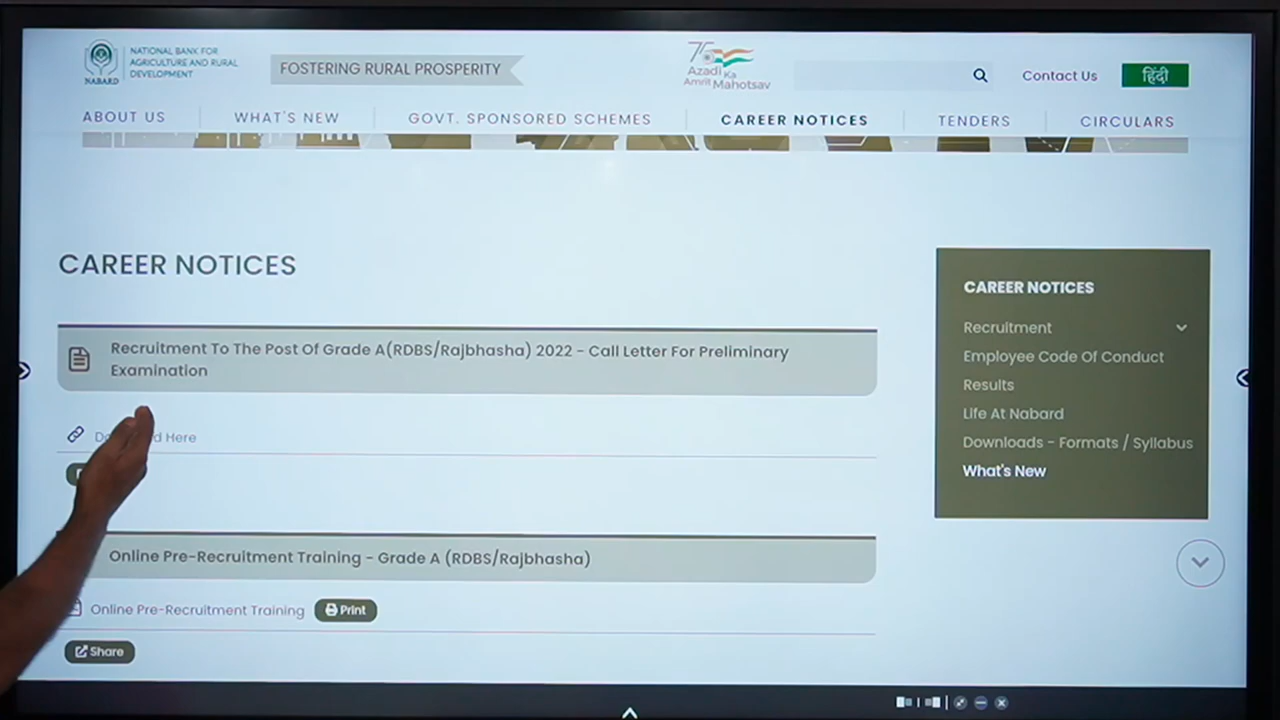 NATIONAL BANK FOR
AGRICULTURE AND RURAL
DEVELOPMENT
NABARD
FOSTERING RURAL PROSPERITY
75
Azadi Ka
Amrit Mahotsav
Contact Us
हिंदी
ABOUT US
WHAT'S NEW
GOVT. SPONSORED SCHEMES
CAREER NOTICES
TENDERS
CIRCULARS
CAREER NOTICES
Recruitment To The Post Of Grade A(RDBS/Rajbhasha) 2022 - Call Letter For Preliminary
Examination
Here
Online Pre-Recruitment Training - Grade A (RDBS/Rajbhasha)
Online Pre-Recruitment Training
Print
Share
CAREER NOTICES
Recruitment
Employee Code Of Conduct
Results
Life At Nabard
Downloads - Formats / Syllabus
What's New